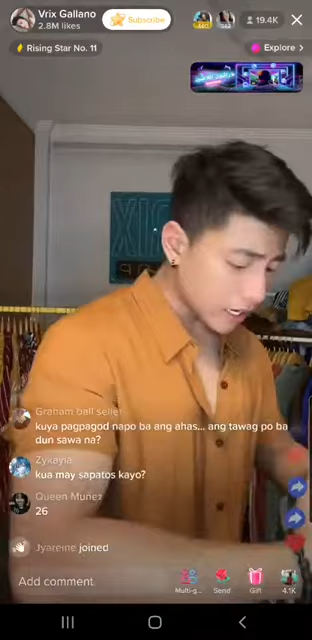 Vrix Gallano
2.8M likes
Subscribe
19.4K
Rising Star No. 11
Explore >
Graham ball seller
kuya pagpagod napo ba ang ahas... ang tawag po ba
dun sawa na?
Zykayla
kua may sapatos kayo?
Queen Muñez
26
Jyareine joined
Add comment
Multi-g...
Send
Gift
4.1K